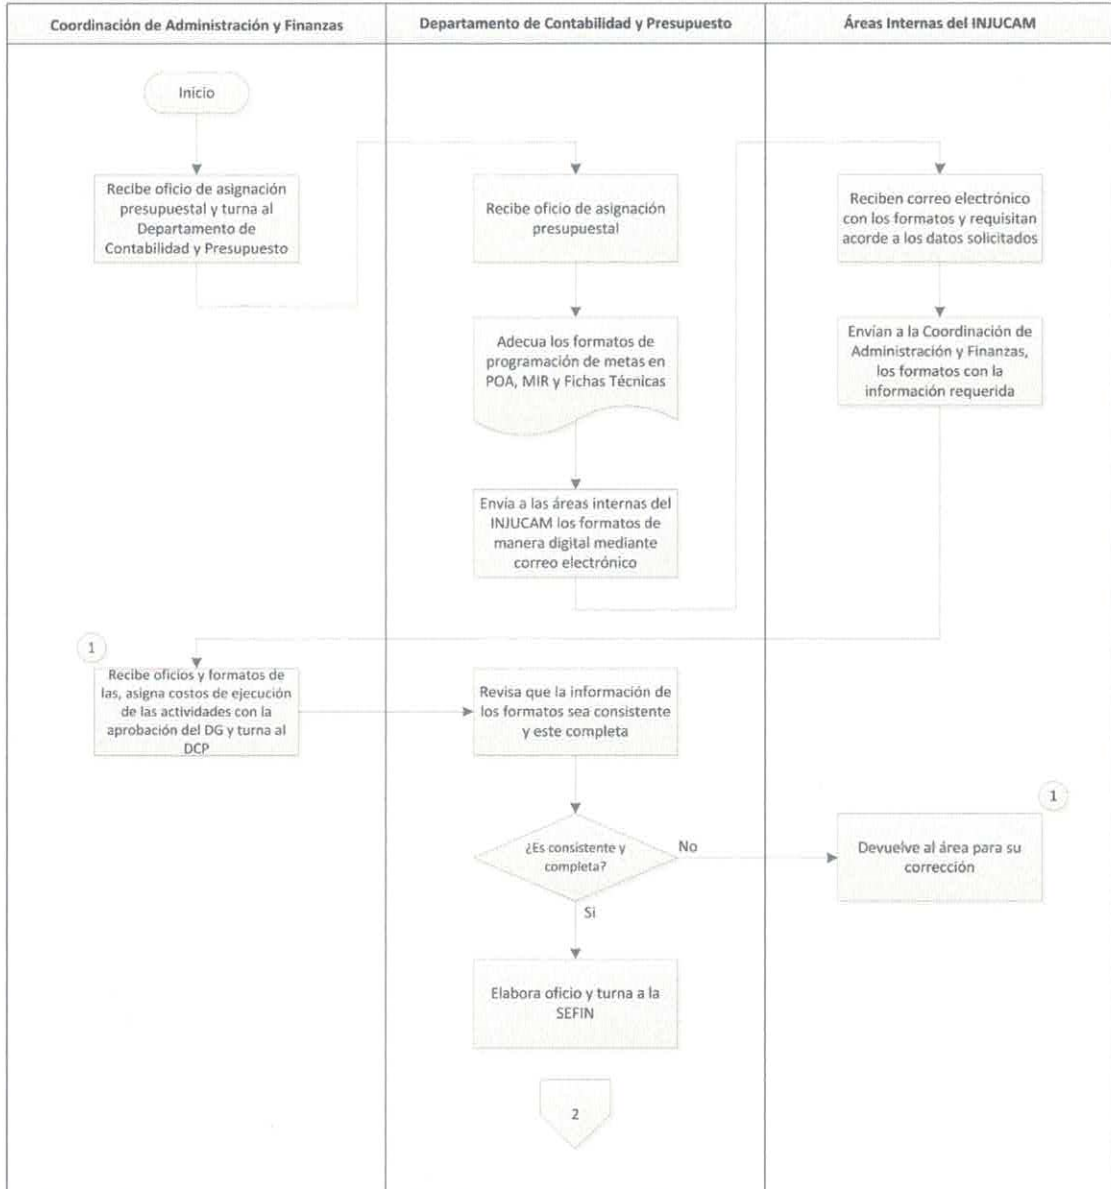 Coordinación de Administración y Finanzas
Departamento de Contabilidad y Presupuesto
Áreas Internas del INJUCAM
Inicio
Recibe oficio de asignación
presupuestal y turna al
Departamento de
Contabilidad y Presupuesto
Recibe oficio de asignación
presupuestal
Reciben correo electrónico
con los formatos y requisitan
acorde a los datos solicitados
Adecua los formatos de
programación de metas en
POA, MIR y Fichas Técnicas
Envían a la Coordinación de
Administración y Finanzas,
los formatos con la
información requerida
Envía a las áreas internas del
INJUCAM los formatos de
manera digital mediante
correo electrónico
1
Recibe oficios y formatos de
las, asigna costos de ejecución
de las actividades con la
aprobación del DG y turna al
DCP
Revisa que la información de
los formatos sea consistente
y este completa
¿Es consistente y
completa?
No
1
Devuelve al área para su
corrección
Si
Elabora oficio y turna a la
SEFIN
2